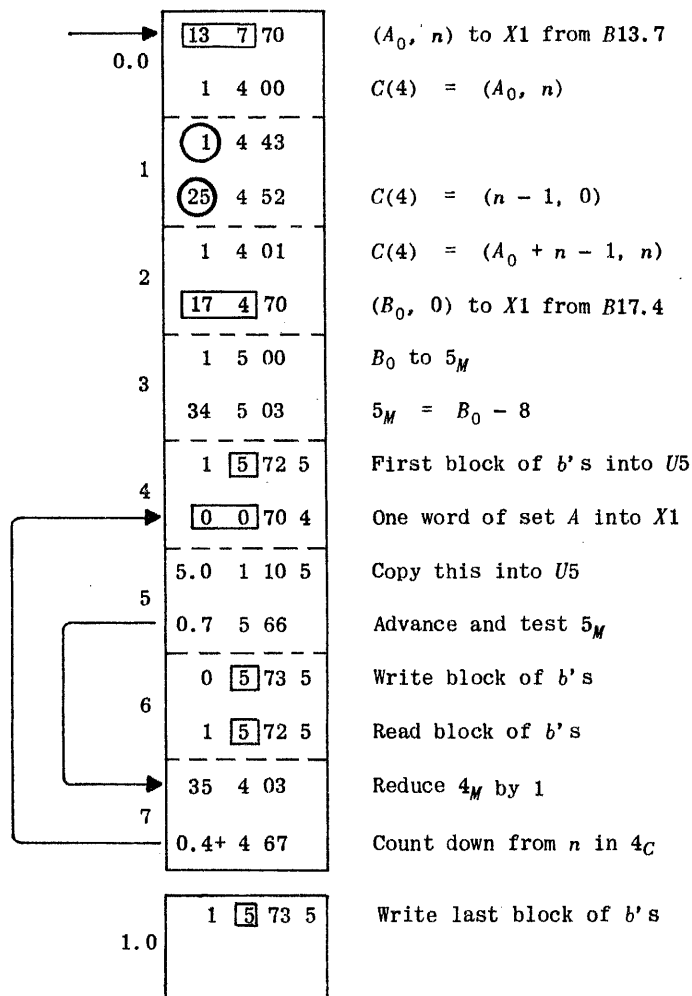 13 7 70 (A0, n) to X1 from B13.7
0.0
1 4 00 C(4) = (A0, n)
1 4 43
1
25 4 52 C(4) = (n - 1, 0)
1 4 01 C(4) = (A0 + n - 1, n)
2
17 4 70 (B0, 0) to X1 from B17.4
1 5 00 B0 to 5M
3
34 5 03 5M = B0 - 8
1 5 72 5 First block of b's into U5
4
0 0 70 4 One word of set A into X1
5.0 1 10 5 Copy this into U5
5
0.7 5 66 Advance and test 5M
0 5 73 5 Write block of b's
6
1 5 72 5 Read block of b's
35 4 03 Reduce 4M by 1
7
0.4+ 4 67 Count down from n in 4C
1 5 73 5 Write last block of b's
1.0